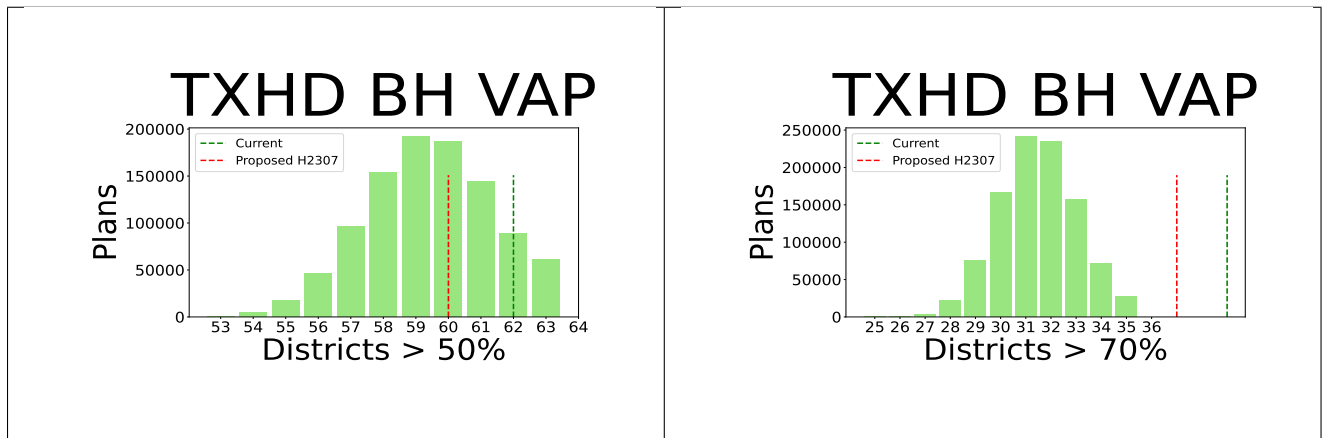 TXHD BH VAP
200000
150000
100000
50000
0
Plans
Current
Proposed H2307
53 54 55 56 57 58 59 60 61 62 63 64
Districts > 50%
TXHD BH VAP
250000
200000
150000
100000
50000
0
Plans
Current
Proposed H2307
25 26 27 28 29 30 31 32 33 34 35 36
Districts > 70%